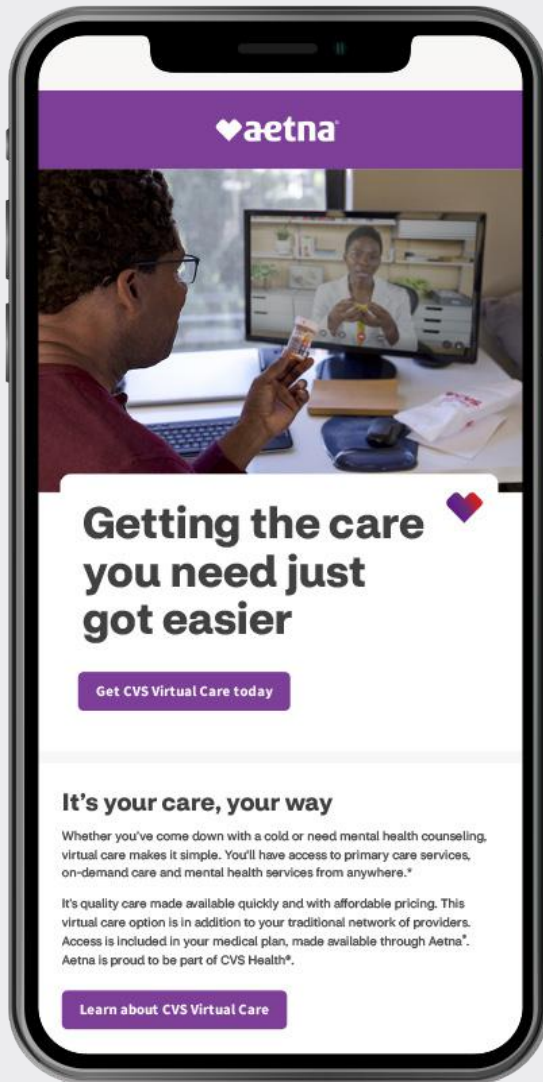 aetna®
CVS
Getting the care
you need just
got easier
Get CVS Virtual Care today
It's your care, your way
Whether you've come down with a cold or need mental health counseling,
virtual care makes it simple. You'll have access to primary care services,
on-demand care and mental health services from anywhere.*
It's quality care made available quickly and with affordable pricing. This
virtual care option is in addition to your traditional network of providers.
Access is included in your medical plan, made available through Aetna®.
Aetna is proud to be part of CVS Health®.
Learn about CVS Virtual Care